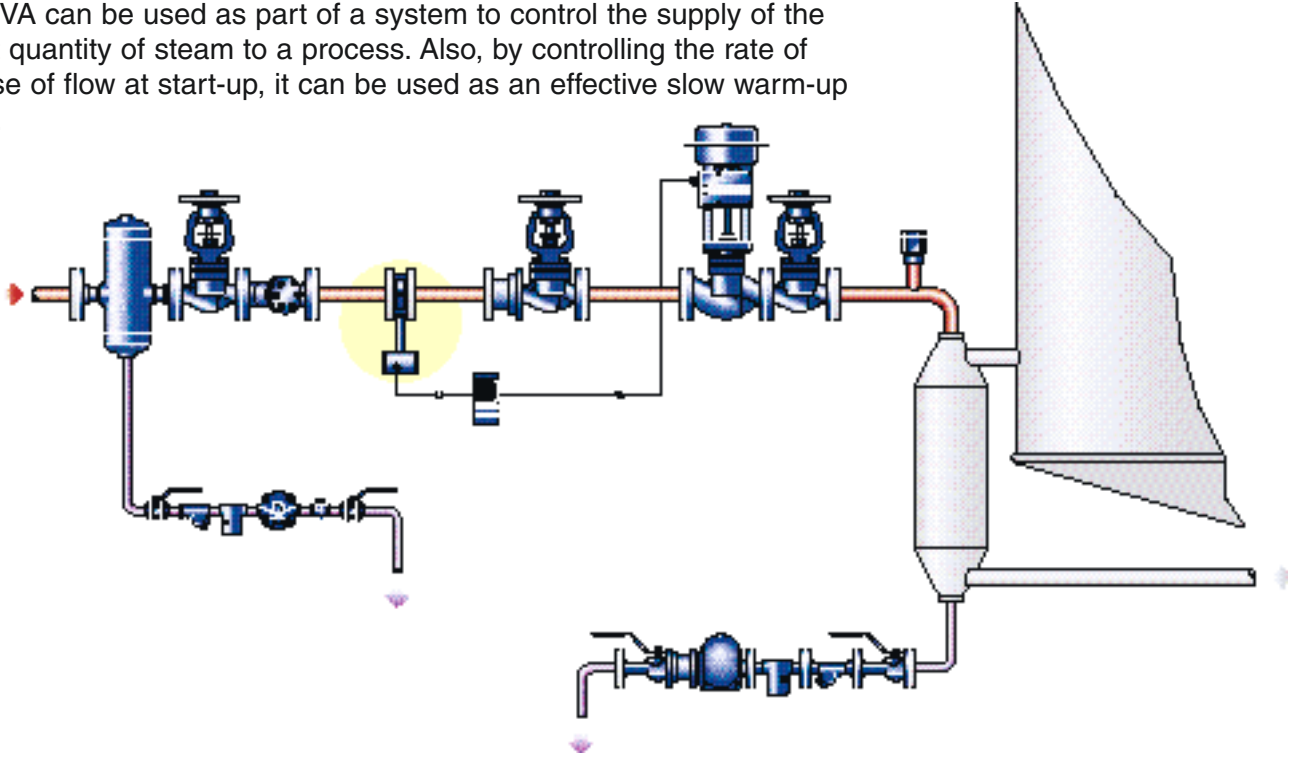 VA can be used as part of a system to control the supply of the
quantity of steam to a process. Also, by controlling the rate of
se of flow at start-up, it can be used as an effective slow warm-up